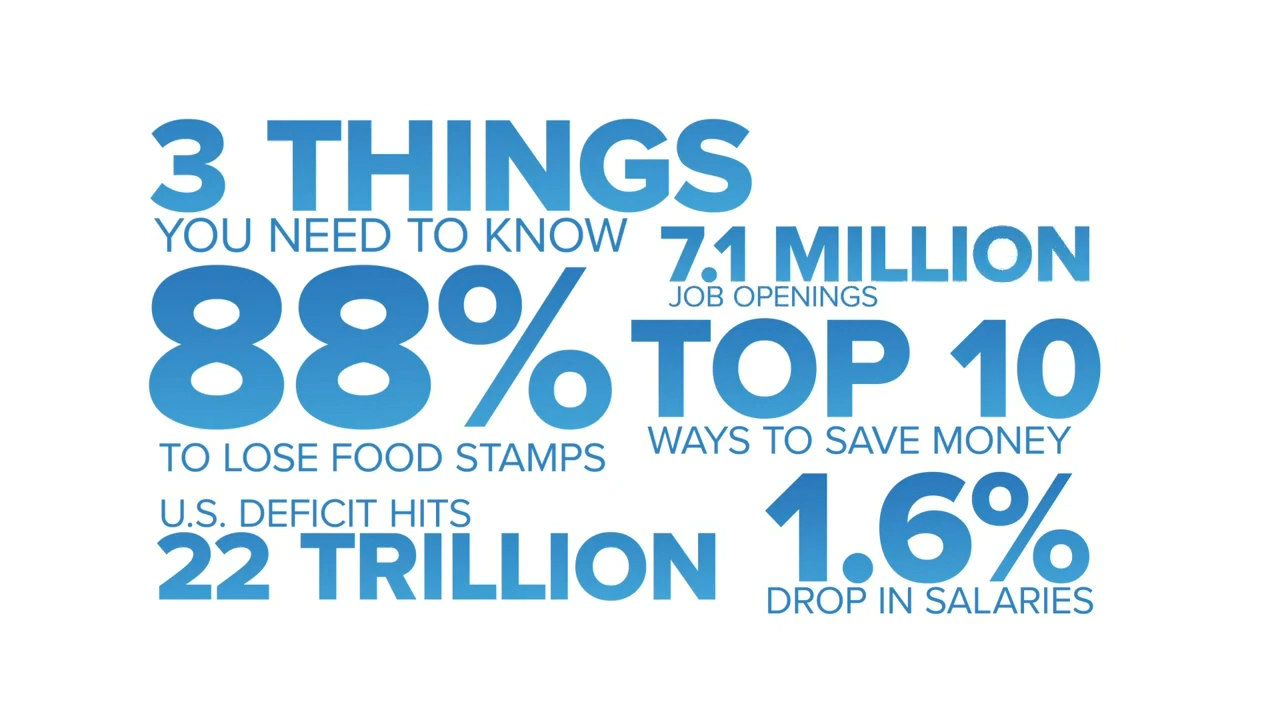 3 THINGS
YOU NEED TO KNOW
88%
TO LOSE FOOD STAMPS
U.S. DEFICIT HITS
22 TRILLION
7.1 MILLION
JOB OPENINGS
TOP 10
WAYS TO SAVE MONEY
1.6%
DROP IN SALARIES